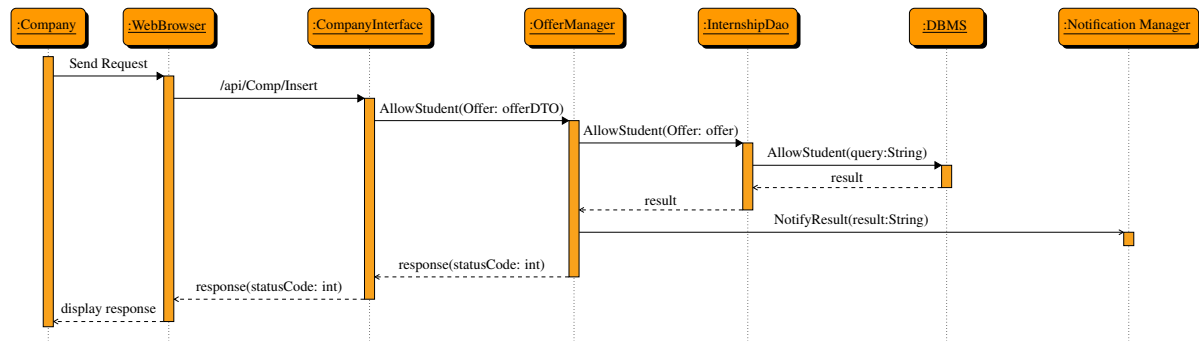 :Company
:WebBrowser
:CompanyInterface
:OfferManager
:InternshipDao
:DBMS
:Notification Manager
Send Request
/api/Comp/Insert
AllowStudent(Offer: offerDTO)
AllowStudent(Offer: offer)
AllowStudent(query:String)
result
result
NotifyResult(result:String)
response(statusCode: int)
response(statusCode: int)
display response